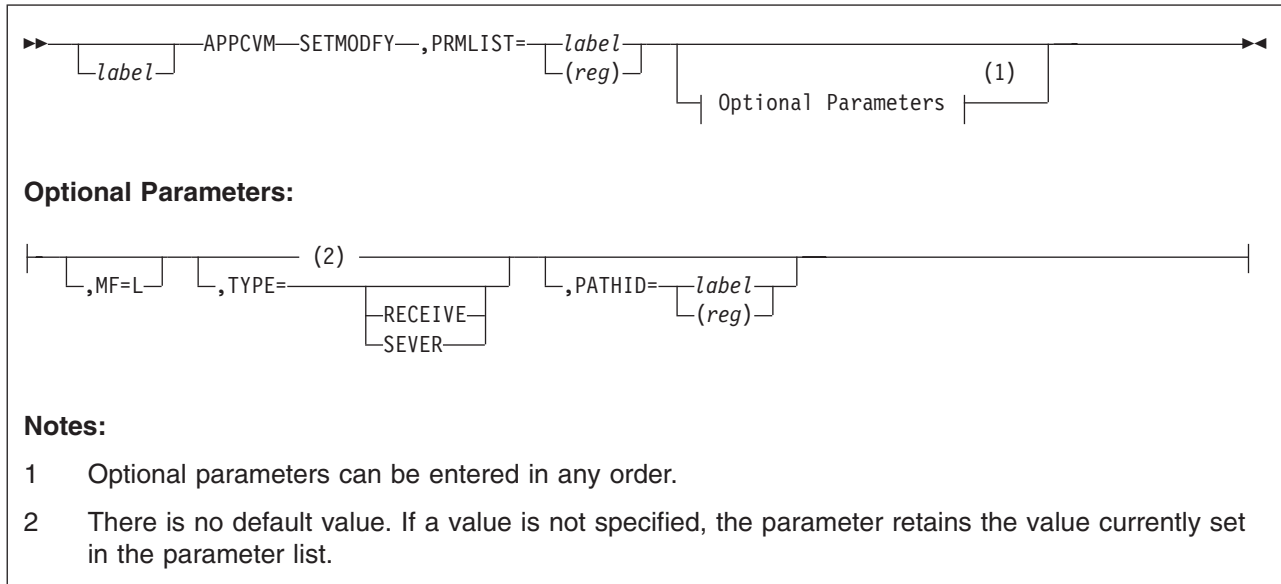 APPCVM SETMODFY ,PRMLIST= label
label (reg) (1)
Optional Parameters
Optional Parameters:
(2)
,MF=L ,TYPE= ,PATHID= label
RECEIVE (reg)
SEVER
Notes:
1 Optional parameters can be entered in any order.
2 There is no default value. If a value is not specified, the parameter retains the value currently set
in the parameter list.